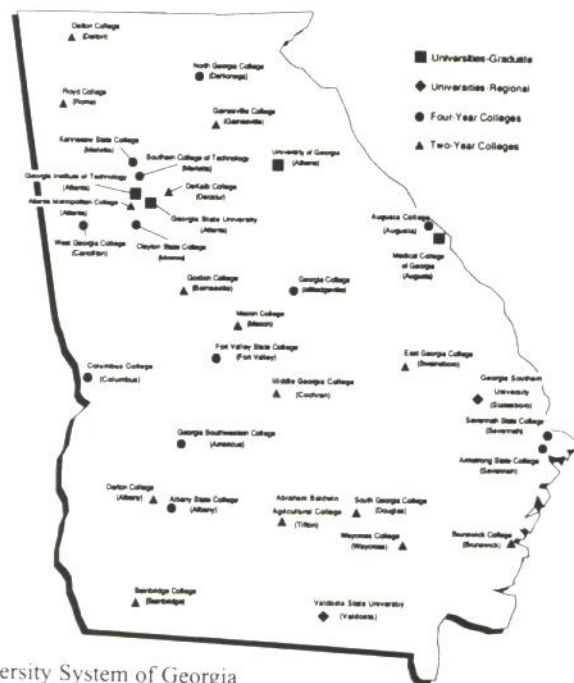 Dalton College
(Dalton)
North Georgia College
(Dahlonega)
Floyd College
(Rome)
Gainesville College
(Gainesville)
Kennesaw State College
(Marietta)
Southern College of Technology
(Marietta)
University of Georgia
(Athens)
Georgia Institute of Technology
(Atlanta)
DeKalb College
(Decatur)
Atlanta Metropolitan College
(Atlanta)
Georgia State University
(Atlanta)
West Georgia College
(Carrollton)
Clayton State College
(Morrow)
Augusta College
(Augusta)
Medical College
of Georgia
(Augusta)
Gordon College
(Barnesville)
Georgia College
(Milledgeville)
Macon College
(Macon)
Fort Valley State College
(Fort Valley)
East Georgia College
(Swainsboro)
Columbus College
(Columbus)
Middle Georgia College
(Cochran)
Georgia Southern
University
(Statesboro)
Savannah State College
(Savannah)
Armstrong State College
(Savannah)
Georgia Southwestern College
(Americus)
Darton College
(Albany)
Albany State College
(Albany)
Abraham Baldwin
Agricultural College
(Tifton)
South Georgia College
(Douglas)
Waycross College
(Waycross)
Brunswick College
(Brunswick)
Bainbridge College
(Bainbridge)
Valdosta State University
(Valdosta)
Universities-Graduate
Universities-Regional
Four-Year Colleges
Two-Year Colleges
ersity System of Georgia